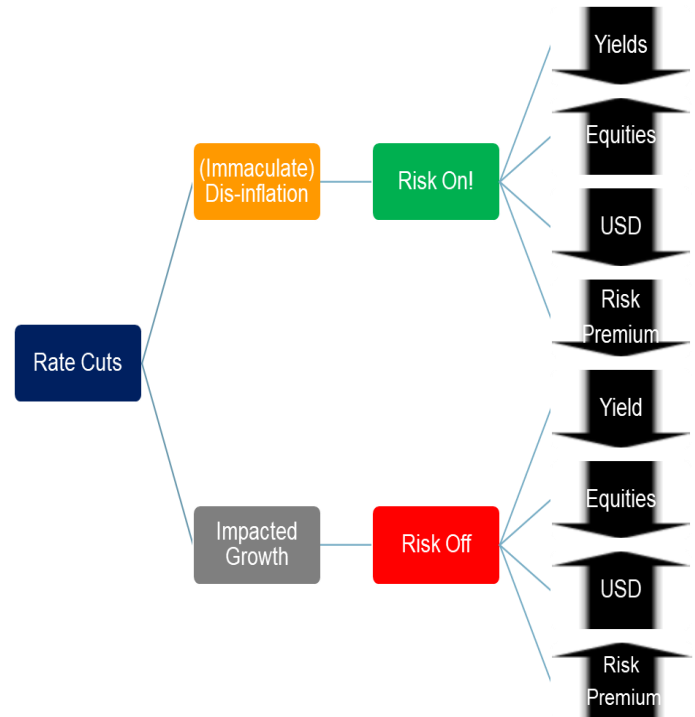 Rate Cuts
(Immaculate)
Dis-inflation
Risk On!
Yields
Equities
USD
Risk
Premium
Impacted
Growth
Risk Off
Yield
Equities
USD
Risk
Premium